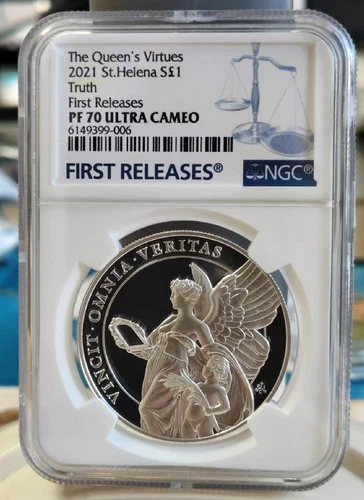 The Queen's Virtues
2021 St.Helena S£1
Truth
First Releases
PF 70 ULTRA CAMEO
6149399-006
FIRST RELEASES® NGC®
VINCIT · OMNIA · VERITAS